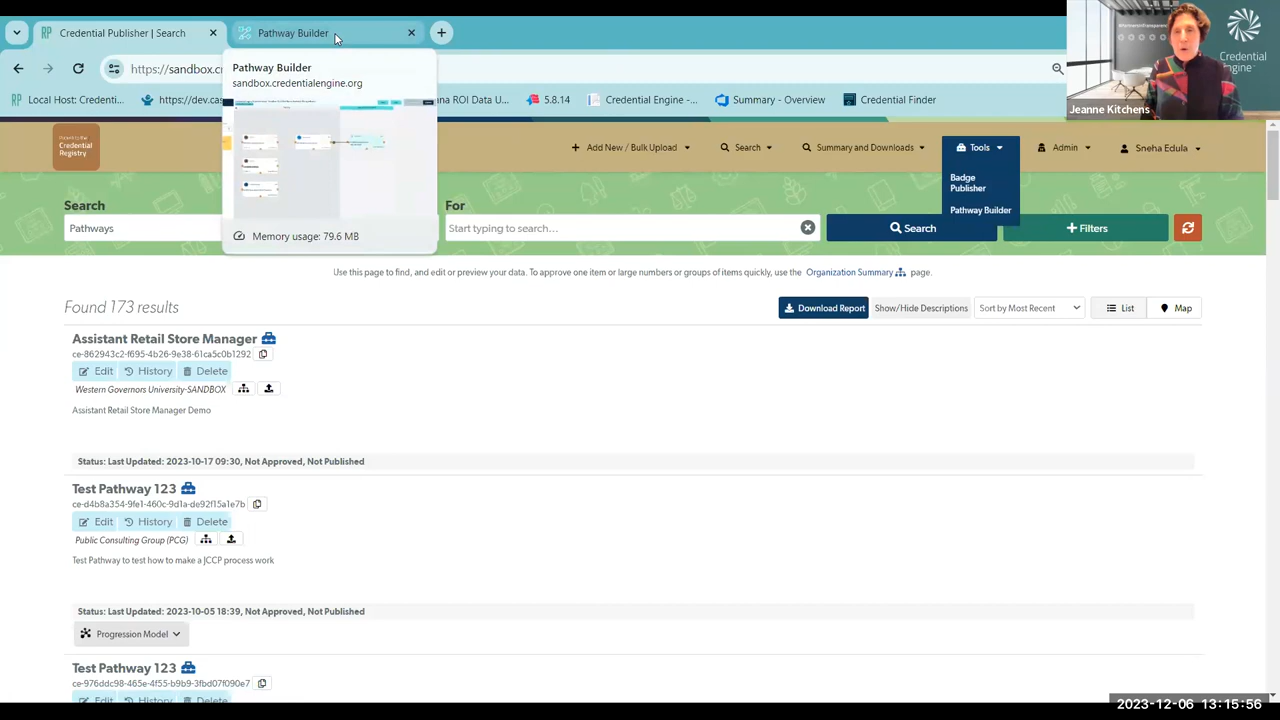 Credential Publisher | Search
Pathway Builder
Pathway Builder
sandbox.credentialengine.org
https://sandbox.c
Local Host: Credenti...
https://dev.cas
na ROI Data U...
5.8.14
Credential Engine -...
Summary - Overview
Credential Finder
Credential
Engine
Jeanne Kitchens
Credential
Registry
Add New / Bulk Upload
Search
Summary and Downloads
Tools
Admin
Sneha Edula
Badge
Publisher
Pathway Builder
Memory usage: 79.6 MB
Search
For
Pathways
Start typing to search...
Search
Filters
Use this page to find, and edit or preview your data. To approve one item or large numbers or groups of items quickly, use the Organization Summary page.
Found 173 results
Download Report
Show/Hide Descriptions
Sort by Most Recent
List
Map
Assistant Retail Store Manager
ce-862943c2-f695-4b26-9e38-61ca5c0b1292
Edit History Delete
Western Governors University-SANDBOX
Assistant Retail Store Manager Demo
Status: Last Updated: 2023-10-17 09:30, Not Approved, Not Published
Test Pathway 123
ce-d4b8a354-9fe1-460c-9d1a-de92f15a1e7b
Edit History Delete
Public Consulting Group (PCG)
Test Pathway to test how to make a JCCP process work
Status: Last Updated: 2023-10-05 18:39, Not Approved, Not Published
Progression Model
Test Pathway 123
ce-976ddc98-465e-4f55-b9b9-3fbd07f090e7
Edit History Delete
2023-12-06 13:15:56